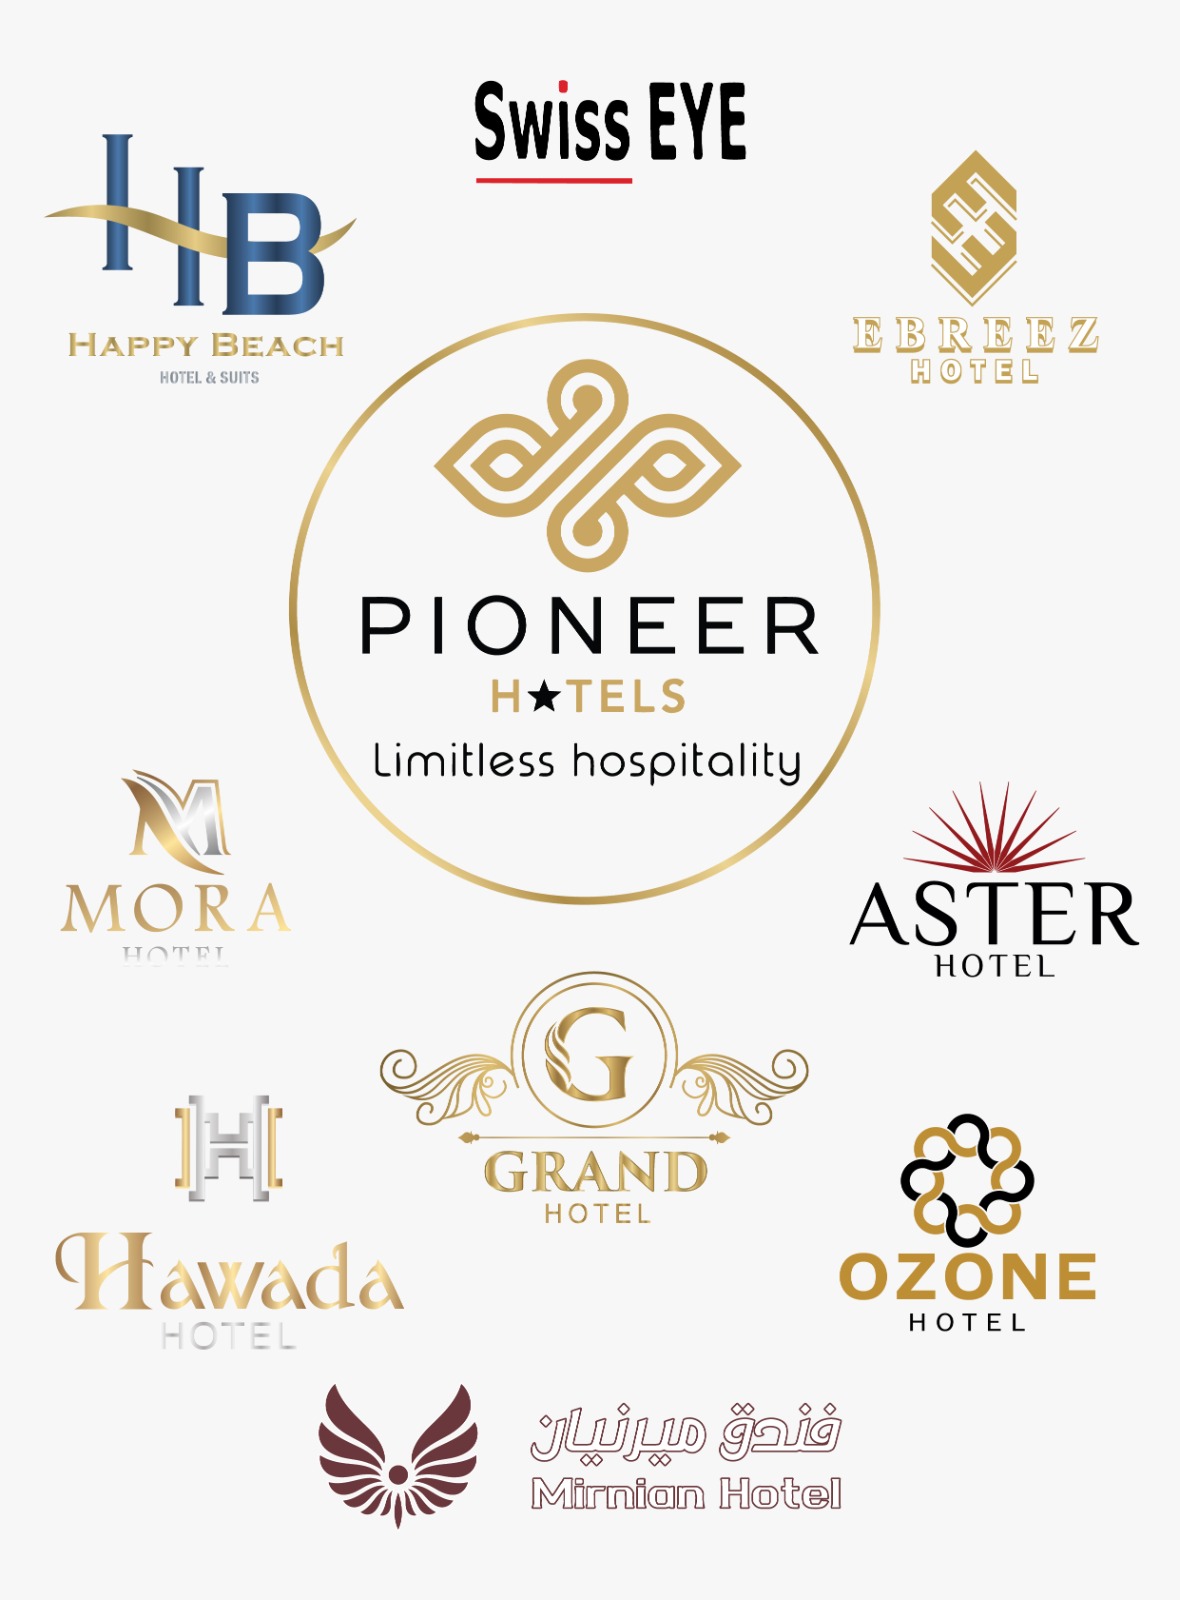 Swiss EYE
HB
HAPPY BEACH
HOTEL & SUITS
EBREEZ
HOTEL
PIONEER
H★TELS
Limitless hospitality
M
MORA
HOTEL
ASTER
HOTEL
G
GRAND
HOTEL
H
Hawada
HOTEL
OZONE
HOTEL
فندق ميرنيان
Mirnian Hotel